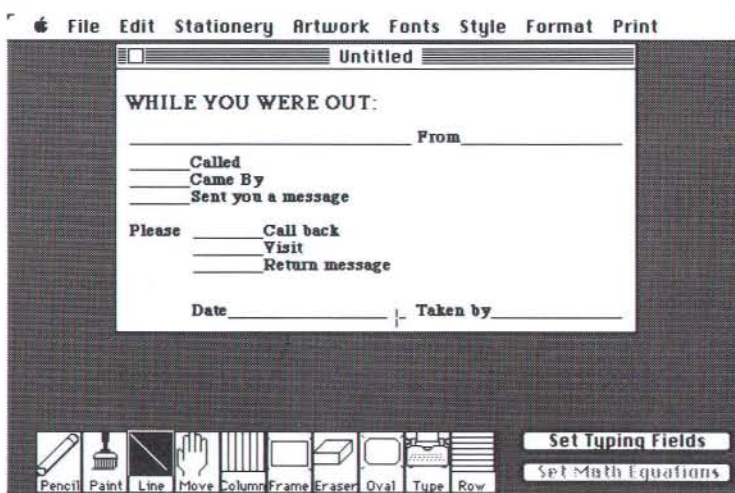 File Edit Stationery Artwork Fonts Style Format Print
Untitled
WHILE YOU WERE OUT:
From
Called
Came By
Sent you a message
Please Call back
Visit
Return message
Date Taken by
Pencil Paint Line Move Column Frame Eraser Oval Type Row
Set Typing Fields
Set Math Equations